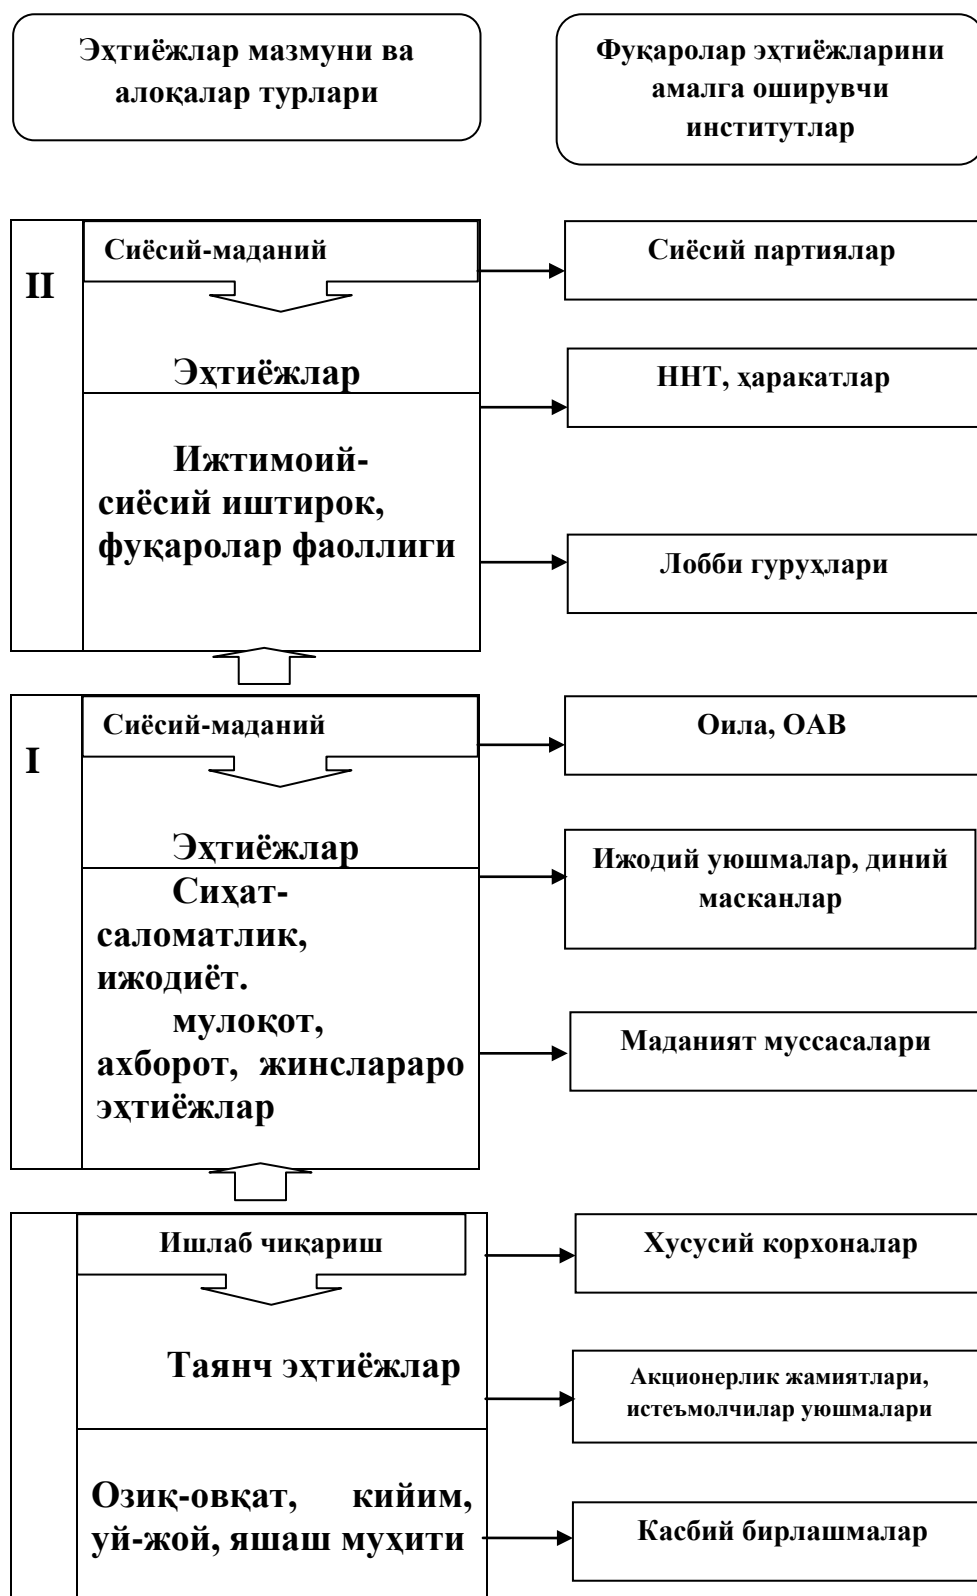 Эҳтиёжлар мазмуни ва
алоқалар турлари
Фуқаролар эҳтиёжларини
амалга оширувчи
институтлар
II
Сиёсий-маданий
Эҳтиёжлар
Ижтимоий-
сиёсий иштирок,
фуқаролар фаоллиги
Сиёсий партиялар
ННТ, ҳаракатлар
Лобби гуруҳлари
I
Сиёсий-маданий
Эҳтиёжлар
Сиҳат-
саломатлик,
ижодиёт.
мулоқот,
ахборот, жинслараро
эҳтиёжлар
Оила, ОАВ
Ижодий уюшмалар, диний
масканлар
Маданият муссасалари
Ишлаб чиқариш
Таянч эҳтиёжлар
Озиқ-овқат, кийим,
уй-жой, яшаш муҳити
Хусусий корхоналар
Акционерлик жамиятлари,
истеъмолчилар уюшмалари
Касбий бирлашмалар